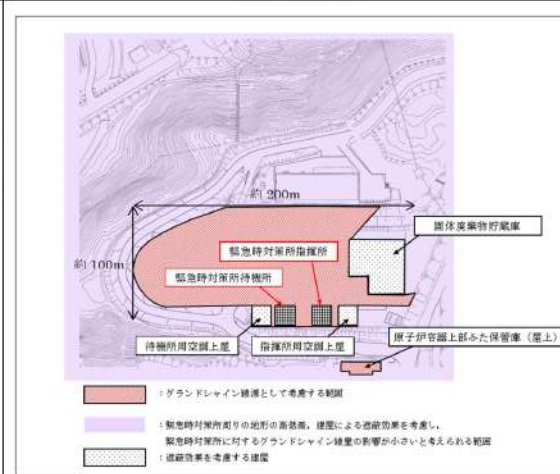 約 200m
固体廃棄物貯蔵庫
緊急時対策所指揮所
約 100m
緊急時対策所待機所
待機所用空調上屋
指揮所用空調上屋
原子炉容器上部ふた保管庫（屋上）
：グランドシャイン線源として考慮する範囲
：緊急時対策所周りの地形の高低差，建屋による遮蔽効果を考慮し，
緊急時対策所に対するグランドシャイン線量の影響が小さいと考えられる範囲
：遮蔽効果を考慮する建屋